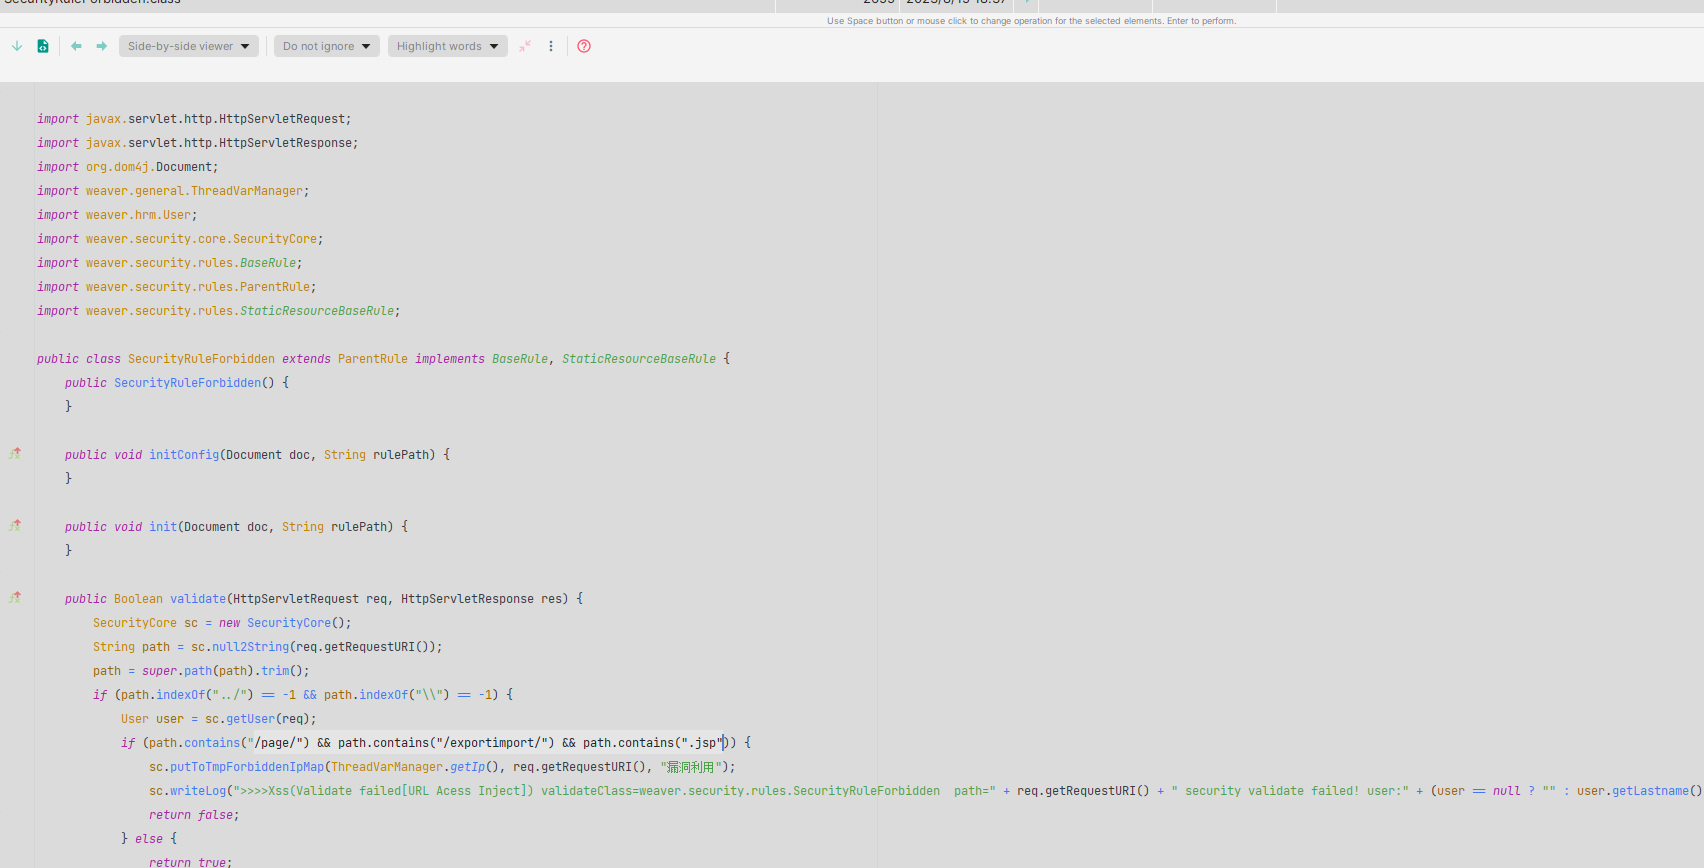 SecurityRuleForbidden.class 2095 2023/8/15 18:57
Use Space button or mouse click to change operation for the selected elements. Enter to perform.
Side-by-side viewer Do not ignore Highlight words
import javax.servlet.http.HttpServletRequest;
import javax.servlet.http.HttpServletResponse;
import org.dom4j.Document;
import weaver.general.ThreadVarManager;
import weaver.hrm.User;
import weaver.security.core.SecurityCore;
import weaver.security.rules.BaseRule;
import weaver.security.rules.ParentRule;
import weaver.security.rules.StaticResourceBaseRule;
public class SecurityRuleForbidden extends ParentRule implements BaseRule, StaticResourceBaseRule {
public SecurityRuleForbidden() {
}
public void initConfig(Document doc, String rulePath) {
}
public void init(Document doc, String rulePath) {
}
public Boolean validate(HttpServletRequest req, HttpServletResponse res) {
SecurityCore sc = new SecurityCore();
String path = sc.null2String(req.getRequestURI());
path = super.path(path).trim();
if (path.indexOf("../") == -1 && path.indexOf("\\") == -1) {
User user = sc.getUser(req);
if (path.contains("/page/") && path.contains("/exportimport/") && path.contains(".jsp")) {
sc.putToTmpForbiddenIpMap(ThreadVarManager.getIp(), req.getRequestURI(), "漏洞利用");
sc.writeLog(">>>>Xss(Validate failed[URL Acess Inject]) validateClass=weaver.security.rules.SecurityRuleForbidden  path=" + req.getRequestURI() + " security validate failed! user:" + (user == null ? "" : user.getLastname()
return false;
} else {
return true;